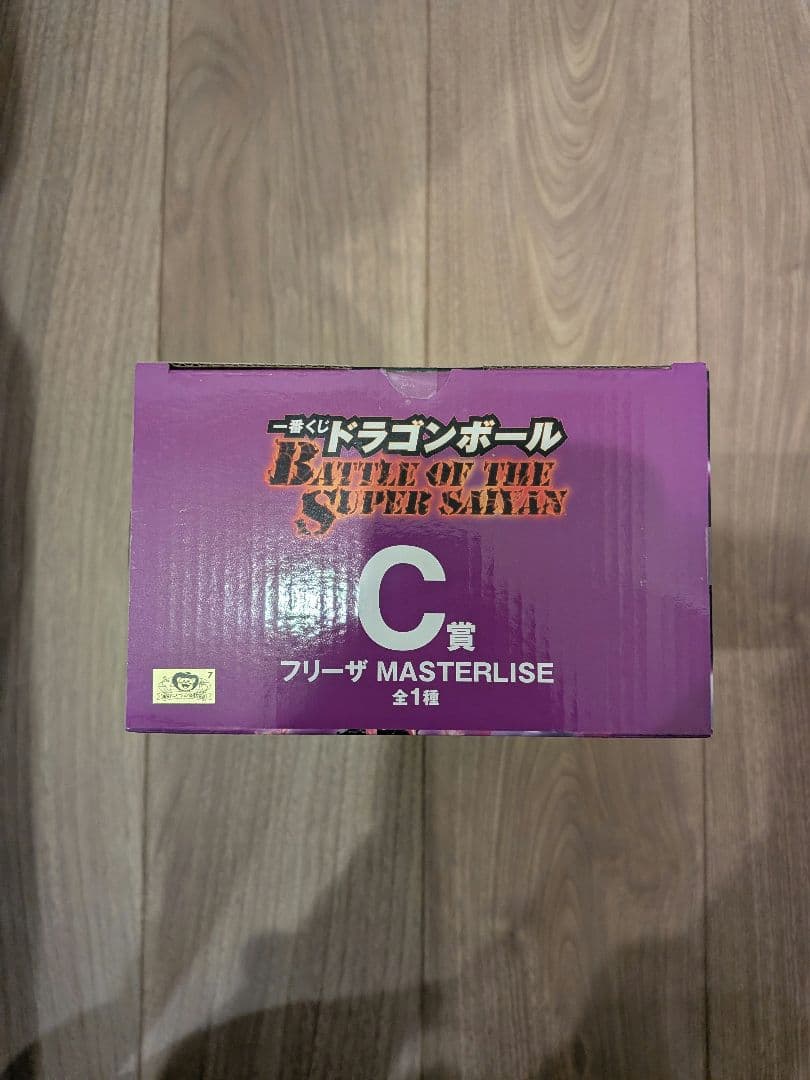 一番くじ ドラゴンボール
BATTLE OF THE
SUPER SAIYAN
C賞
フリーザ MASTERLISE
全1種
7